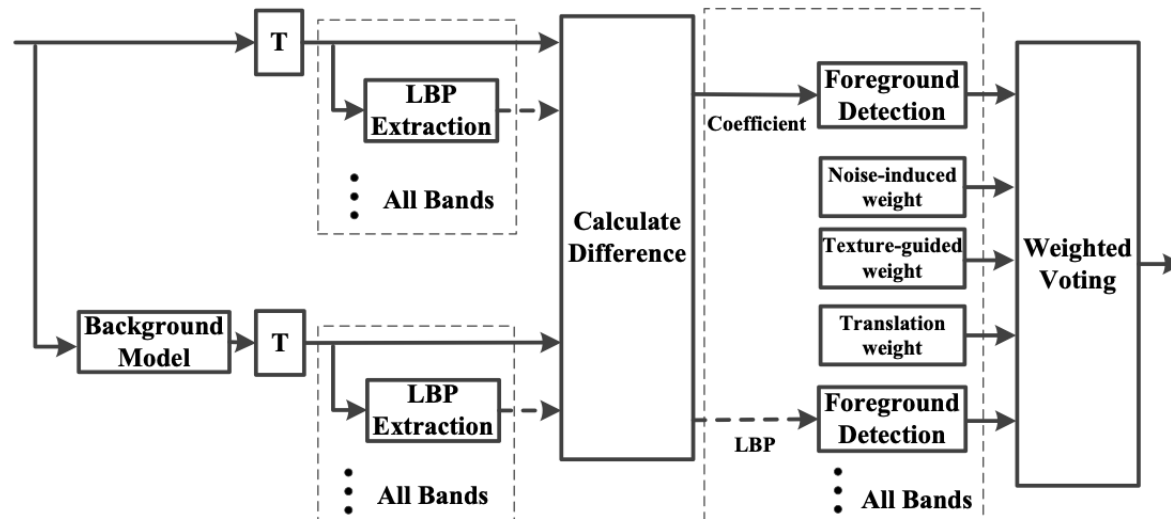 T
LBP
Extraction
All Bands
Background
Model
T
LBP
Extraction
All Bands
Calculate
Difference
Coefficient
Foreground
Detection
Noise-induced
weight
Texture-guided
weight
Translation
weight
LBP
Foreground
Detection
All Bands
Weighted
Voting